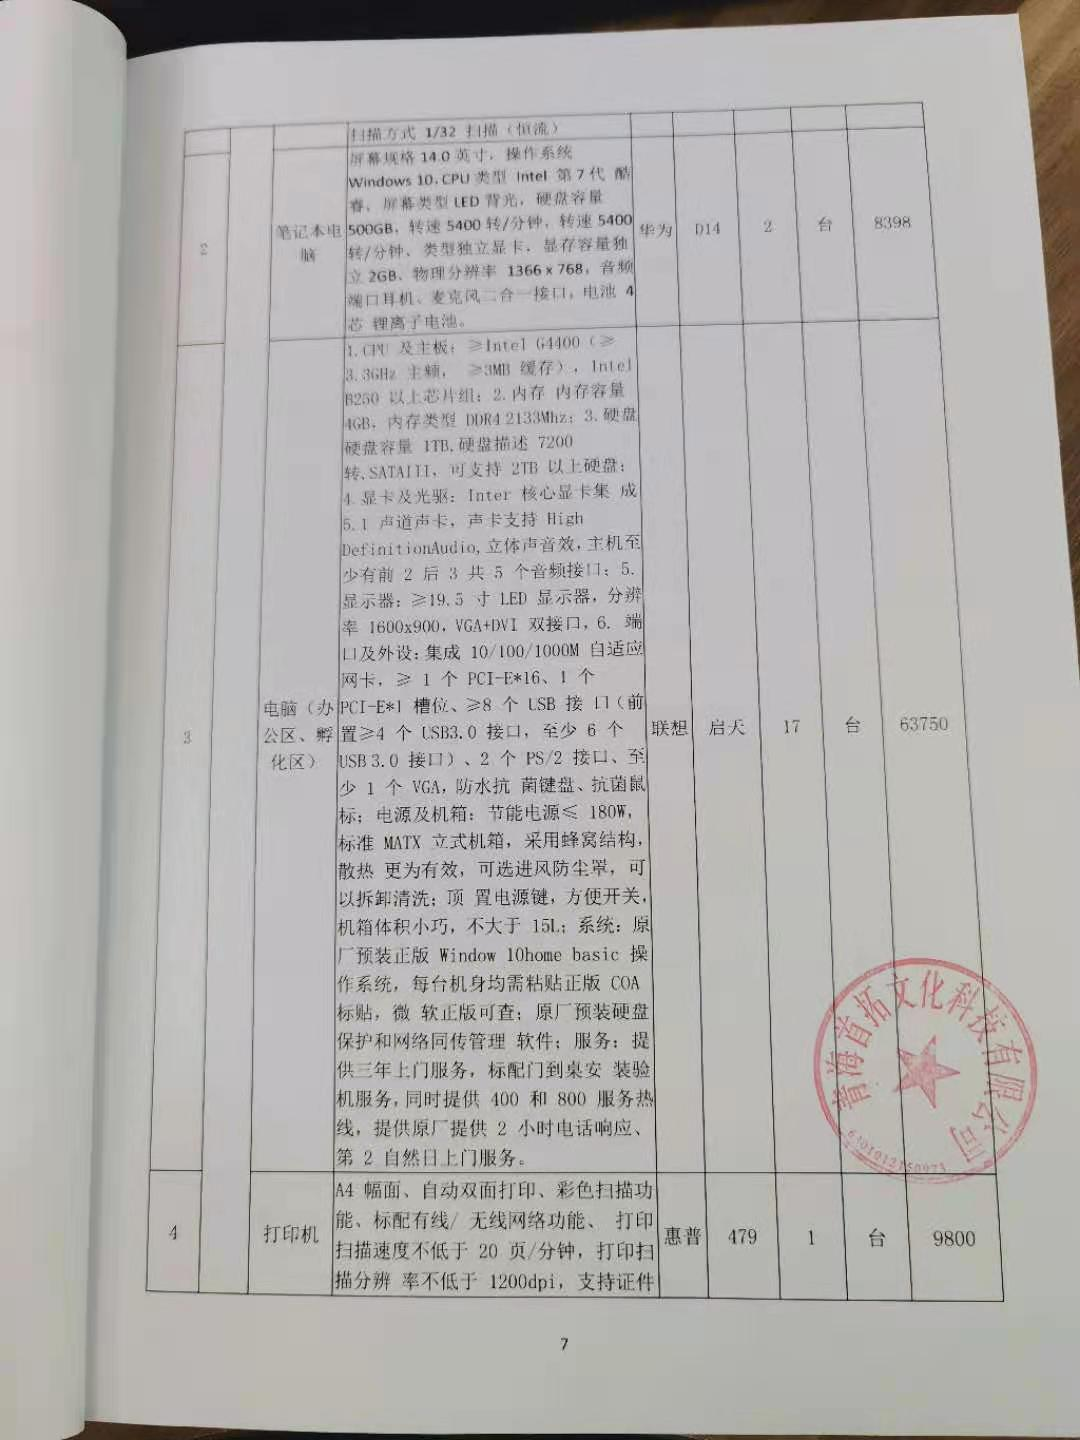 扫描方式 1/32 扫描（恒流）
2
笔记本电
脑
屏幕规格 14.0 英寸，操作系统
Windows 10，CPU 类型 Intel 第 7 代 酷
睿、屏幕类型 LED 背光，硬盘容量
500GB，转速 5400 转/分钟，转速 5400
转/分钟、类型独立显卡，显存容量独
立 2GB、物理分辨率 1366 x 768，音频
端口耳机、麦克风二合一接口，电池 4
芯 锂离子电池。
华为
D14
2
台
8398
3
电脑（办
公区、孵
化区）
1.CPU 及主板：≥Intel G4400（≥
3.3GHz 主频， ≥3MB 缓存），Intel
B250 以上芯片组；2.内存 内存容量
4GB，内存类型 DDR4 2133Mhz；3.硬盘
硬盘容量 1TB,硬盘描述 7200
转、SATAIII，可支持 2TB 以上硬盘；
4.显卡及光驱：Inter 核心显卡集 成
5.1 声道声卡，声卡支持 High
DefinitionAudio,立体声音效，主机至
少有前 2 后 3 共 5 个音频接口；5.
显示器：≥19.5 寸 LED 显示器，分辨
率 1600x900，VGA+DVI 双接口，6. 端
口及外设：集成 10/100/1000M 自适应
网卡，≥ 1 个 PCI-E*16、1 个
PCI-E*1 槽位、≥8 个 USB 接 口（前
置≥4 个 USB3.0 接口，至少 6 个
USB 3.0 接口）、2 个 PS/2 接口、至
少 1 个 VGA，防水抗 菌键盘、抗菌鼠
标；电源及机箱：节能电源≤ 180W，
标准 MATX 立式机箱，采用蜂窝结构，
散热 更为有效，可选进风防尘罩，可
以拆卸清洗；顶 置电源键，方便开关，
机箱体积小巧，不大于 15L；系统：原
厂预装正版 Window 10home basic 操
作系统，每台机身均需粘贴正版 COA
标贴，微 软正版可查；原厂预装硬盘
保护和网络同传管理 软件；服务：提
供三年上门服务，标配门到桌安 装验
机服务，同时提供 400 和 800 服务热
线，提供原厂提供 2 小时电话响应、
第 2 自然日上门服务。
联想
启天
17
台
63750
青海首拓文化科技有限公司
6301012150973
4
打印机
A4 幅面、自动双面打印、彩色扫描功
能、标配有线/ 无线网络功能、 打印
扫描速度不低于 20 页/分钟，打印扫
描分辨 率不低于 1200dpi，支持证件
惠普
479
1
台
9800
7